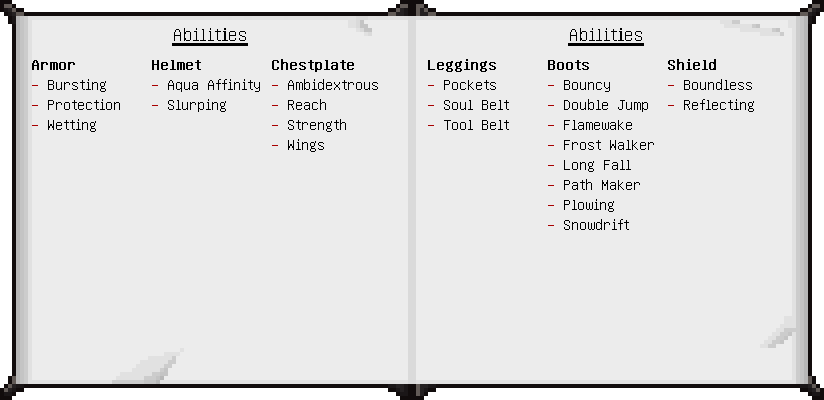 Abilities
Armor
- Bursting
- Protection
- Wetting
Helmet
- Aqua Affinity
- Slurping
Chestplate
- Ambidextrous
- Reach
- Strength
- Wings
Abilities
Leggings
- Pockets
- Soul Belt
- Tool Belt
Boots
- Bouncy
- Double Jump
- Flamewake
- Frost Walker
- Long Fall
- Path Maker
- Plowing
- Snowdrift
Shield
- Boundless
- Reflecting